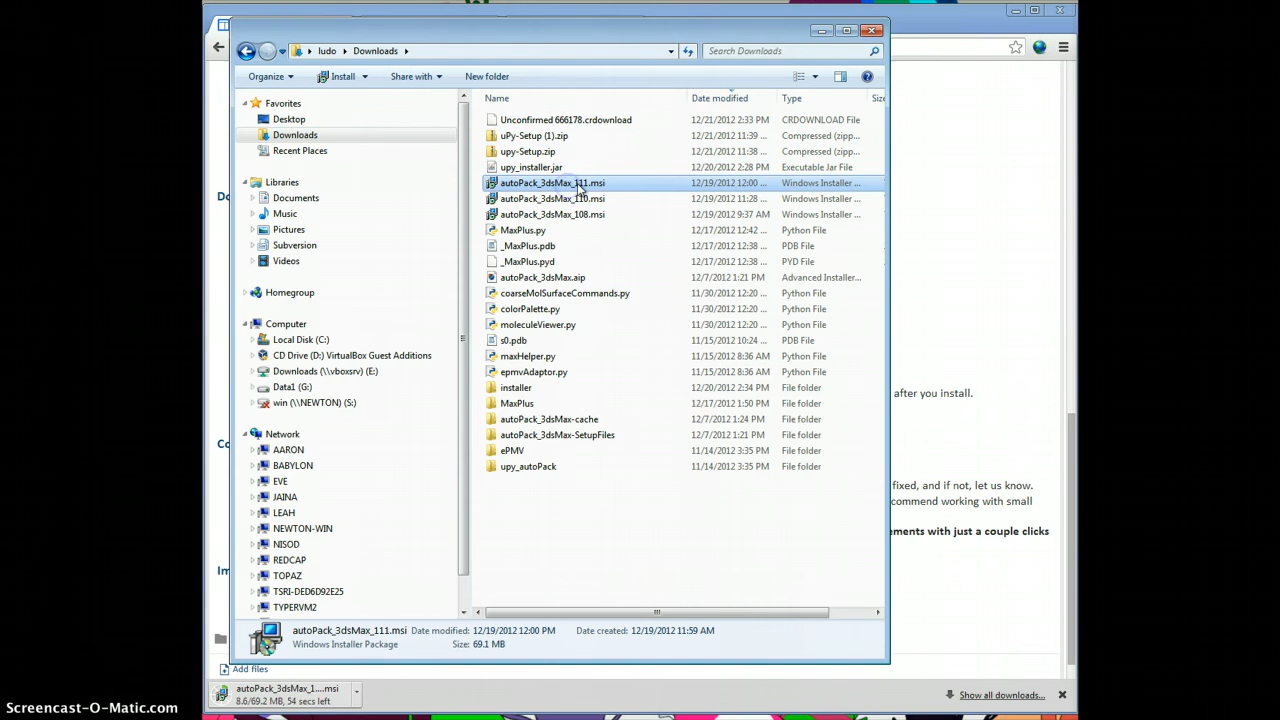 ludo Downloads Search Downloads
Organize Install Share with New folder
Name Date modified Type Size
Favorites
Desktop
Downloads
Recent Places
Libraries
Documents
Music
Pictures
Subversion
Videos
Homegroup
Computer
Local Disk (C:)
CD Drive (D:) VirtualBox Guest Additions
Downloads (\\vboxsrv) (E:)
Data1 (G:)
win (\\NEWTON) (S:)
Network
AARON
BABYLON
EVE
JAINA
LEAH
NEWTON-WIN
NISOD
REDCAP
TOPAZ
TSRI-DED6D92E25
TYPERVM2
Unconfirmed 666178.crdownload 12/21/2012 2:33 PM CRDOWNLOAD File
uPy-Setup (1).zip 12/21/2012 11:39 ... Compressed (zipp...
upy-Setup.zip 12/21/2012 11:38 ... Compressed (zipp...
upy_installer.jar 12/20/2012 2:28 PM Executable Jar File
autoPack_3dsMax_111.msi 12/19/2012 12:00 ... Windows Installer ...
autoPack_3dsMax_110.msi 12/19/2012 11:28 ... Windows Installer ...
autoPack_3dsMax_108.msi 12/19/2012 9:37 AM Windows Installer ...
MaxPlus.py 12/17/2012 12:42 ... Python File
_MaxPlus.pdb 12/17/2012 12:38 ... PDB File
_MaxPlus.pyd 12/17/2012 12:38 ... PYD File
autoPack_3dsMax.aip 12/7/2012 1:21 PM Advanced Installer...
coarseMolSurfaceCommands.py 11/30/2012 12:20 ... Python File
colorPalette.py 11/30/2012 12:20 ... Python File
moleculeViewer.py 11/30/2012 12:20 ... Python File
s0.pdb 11/15/2012 10:24 ... PDB File
maxHelper.py 11/15/2012 8:36 AM Python File
epmvAdaptor.py 11/15/2012 8:36 AM Python File
installer 12/20/2012 2:34 PM File folder
MaxPlus 12/17/2012 1:50 PM File folder
autoPack_3dsMax-cache 12/7/2012 1:24 PM File folder
autoPack_3dsMax-SetupFiles 12/7/2012 1:21 PM File folder
ePMV 11/14/2012 3:35 PM File folder
upy_autoPack 11/14/2012 3:35 PM File folder
autoPack_3dsMax_111.msi Date modified: 12/19/2012 12:00 PM Date created: 12/19/2012 11:59 AM
Windows Installer Package Size: 69.1 MB
after you install.
fixed, and if not, let us know.
commend working with small
ements with just a couple clicks
Add files
autoPack_3dsMax_1....msi
8.6/69.2 MB, 54 secs left
Show all downloads...
Screencast-O-Matic.com